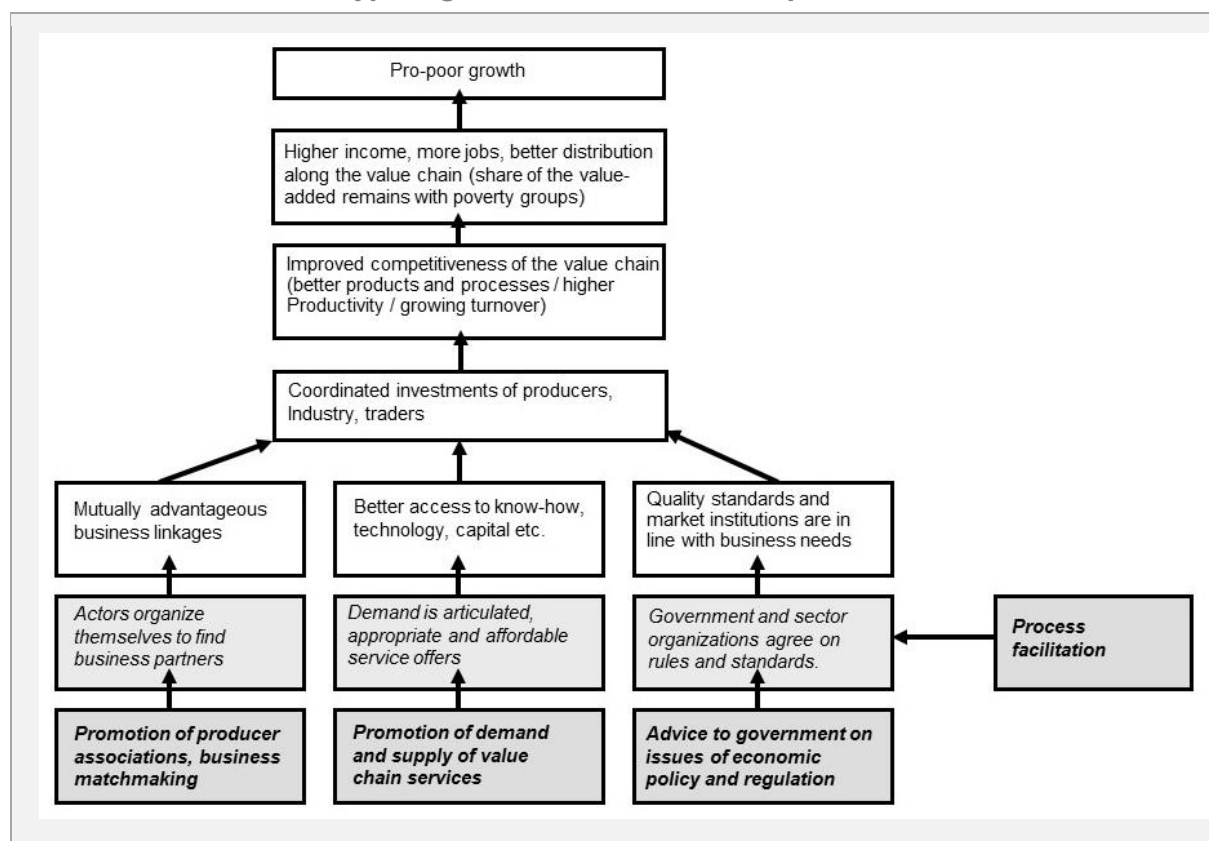 Pro-poor growth
Higher income, more jobs, better distribution
along the value chain (share of the value-
added remains with poverty groups)
Improved competitiveness of the value chain
(better products and processes / higher
Productivity / growing turnover)
Coordinated investments of producers,
Industry, traders
Mutually advantageous
business linkages
Better access to know-how,
technology, capital etc.
Quality standards and
market institutions are in
line with business needs
Actors organize
themselves to find
business partners
Demand is articulated,
appropriate and affordable
service offers
Government and sector
organizations agree on
rules and standards.
Process
facilitation
Promotion of producer
associations, business
matchmaking
Promotion of demand
and supply of value
chain services
Advice to government on
issues of economic
policy and regulation